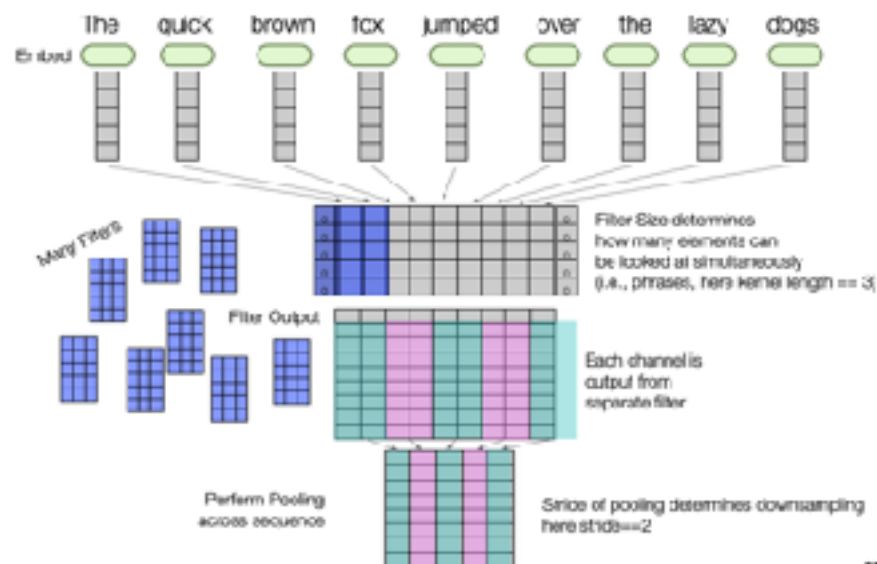 The quick brown fox jumped over the lazy dogs
Embed
Many Filters
Filter Size determines
how many elements can
be looked at simultaneously
(i.e., phrases, here kernel length == 3)
Filter Output
Each channel is
output from
separate filter
Perform Pooling
across sequence
Stride of pooling determines downsampling
here stride==2